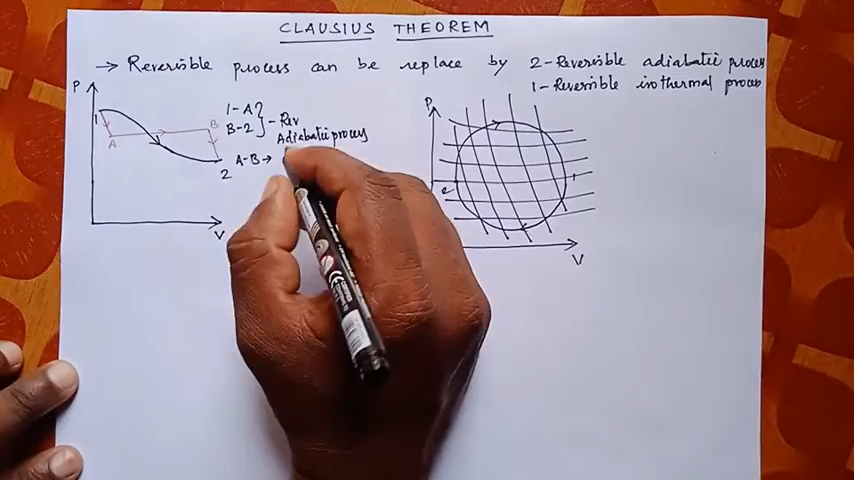 CLAUSIUS THEOREM
→ Reversible process can be replace by 2-Reversible adiabatic process
1-Reversible isothermal process
P
1
A
B
2
V
1-A
B-2
- Rev
Adiabatic process
A-B→
P
1
V